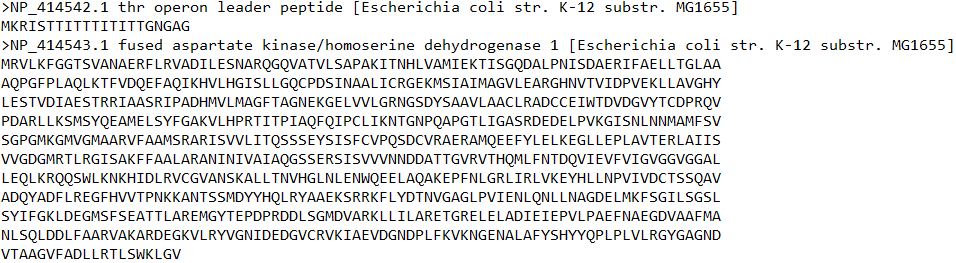 >NP_414542.1 thr operon leader peptide [Escherichia coli str. K-12 substr. MG1655]
MKRISTTITTTITITTGNGAG
>NP_414543.1 fused aspartate kinase/homoserine dehydrogenase 1 [Escherichia coli str. K-12 substr. MG1655]
MRVLKFGGTSVANAERFLRVADILESNARQGQVATVLSAPAKITNHLVAMIEKTISGQDALPNISDAERIFAELLTGLAA
AQPGFPLAQLKTFVDQEFAQIKHVLHGISLLGQCPDSINAALICRGEKMSIAIMAGVLEARGHNVTVIDPVEKLLAVGHY
LESTVDIAESTRRIAASRIPADHMVLMAGFTAGNEKGELVVLGRNGSDYSAAVLAACLRADCCEIWTDVDGVYTCDPRQV
PDARLLKSMSYQEAMELSYFGAKVLHPRTITPIAQFQIPCLIKNTGNPQAPGTLIGASRDEDELPVKGISNLNNMAMFSV
SGPGMKGMVGMAARVFAAMSRARISVVLITQSSSEYSISFCVPQSDCVRAERAMQEEFYLELKEGLLEPLAVTERLAIIS
VVGDGMRTLRGISAKFFAALARANINIVAIAQGSSERSISVVVNNDDATTGVRVTHQMLFNTDQVIEVFVIGVGGVGGAL
LEQLKRQQSWLKNKHIDLRVCGVANSKALLTNVHGLNLENWQEELAQAKEPFNLGRLIRLVKEYHLLNPVIVDCTSSQAV
ADQYADFLREGFHVVTPNKKANTSSMDYYHQLRYAAEKSRRKFLYDTNVGAGLPVIENLQNLLNAGDELMKFSGILSGSL
SYIFGKLDEGMSFSEATTLAREMGYTEPDPRDDLSGMDVARKLLILARETGRELELADIEIEPVLPAEFNAEGDVAAFMA
NLSQLDDLFAARVAKARDEGKVLRYVGNIDEDGVCRVKIAEVDGNDPLFKVKNGENALAFYSHYYQPLPLVLRGYGAGND
VTAAGVFADLLRTLSWKLGV